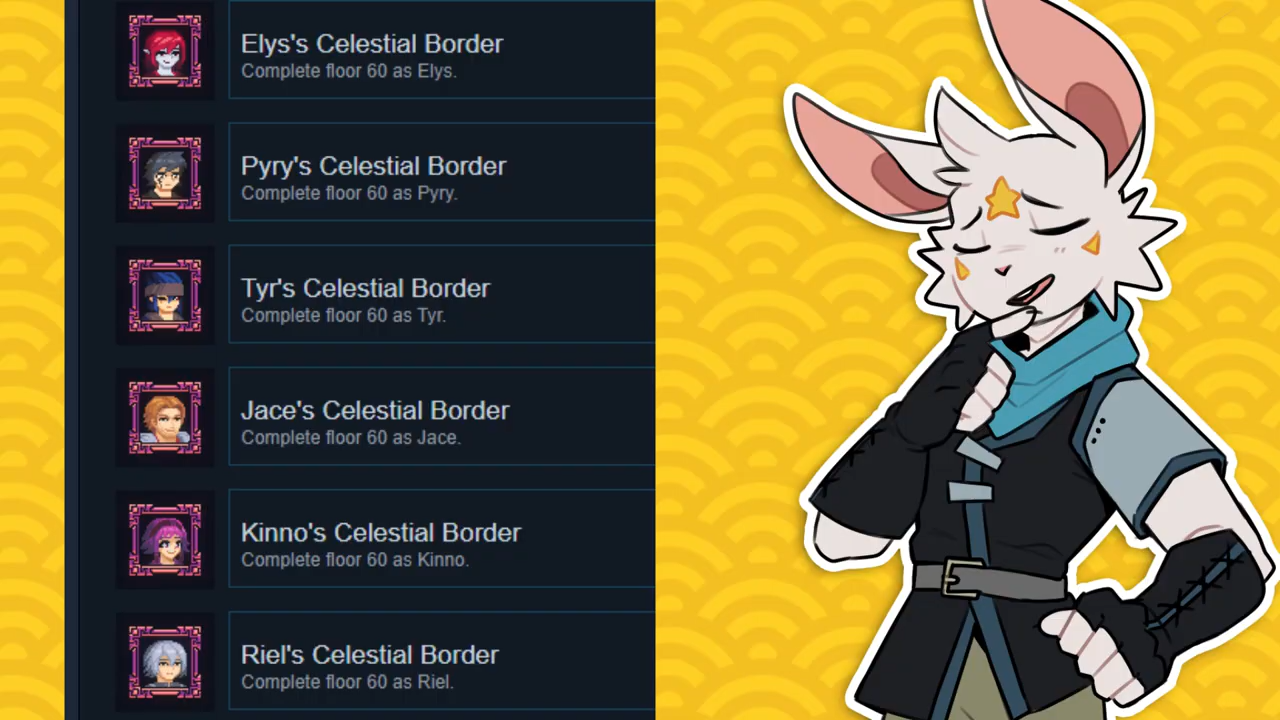 Elys's Celestial Border
Complete floor 60 as Elys.
Pyry's Celestial Border
Complete floor 60 as Pyry.
Tyr's Celestial Border
Complete floor 60 as Tyr.
Jace's Celestial Border
Complete floor 60 as Jace.
Kinno's Celestial Border
Complete floor 60 as Kinno.
Riel's Celestial Border
Complete floor 60 as Riel.